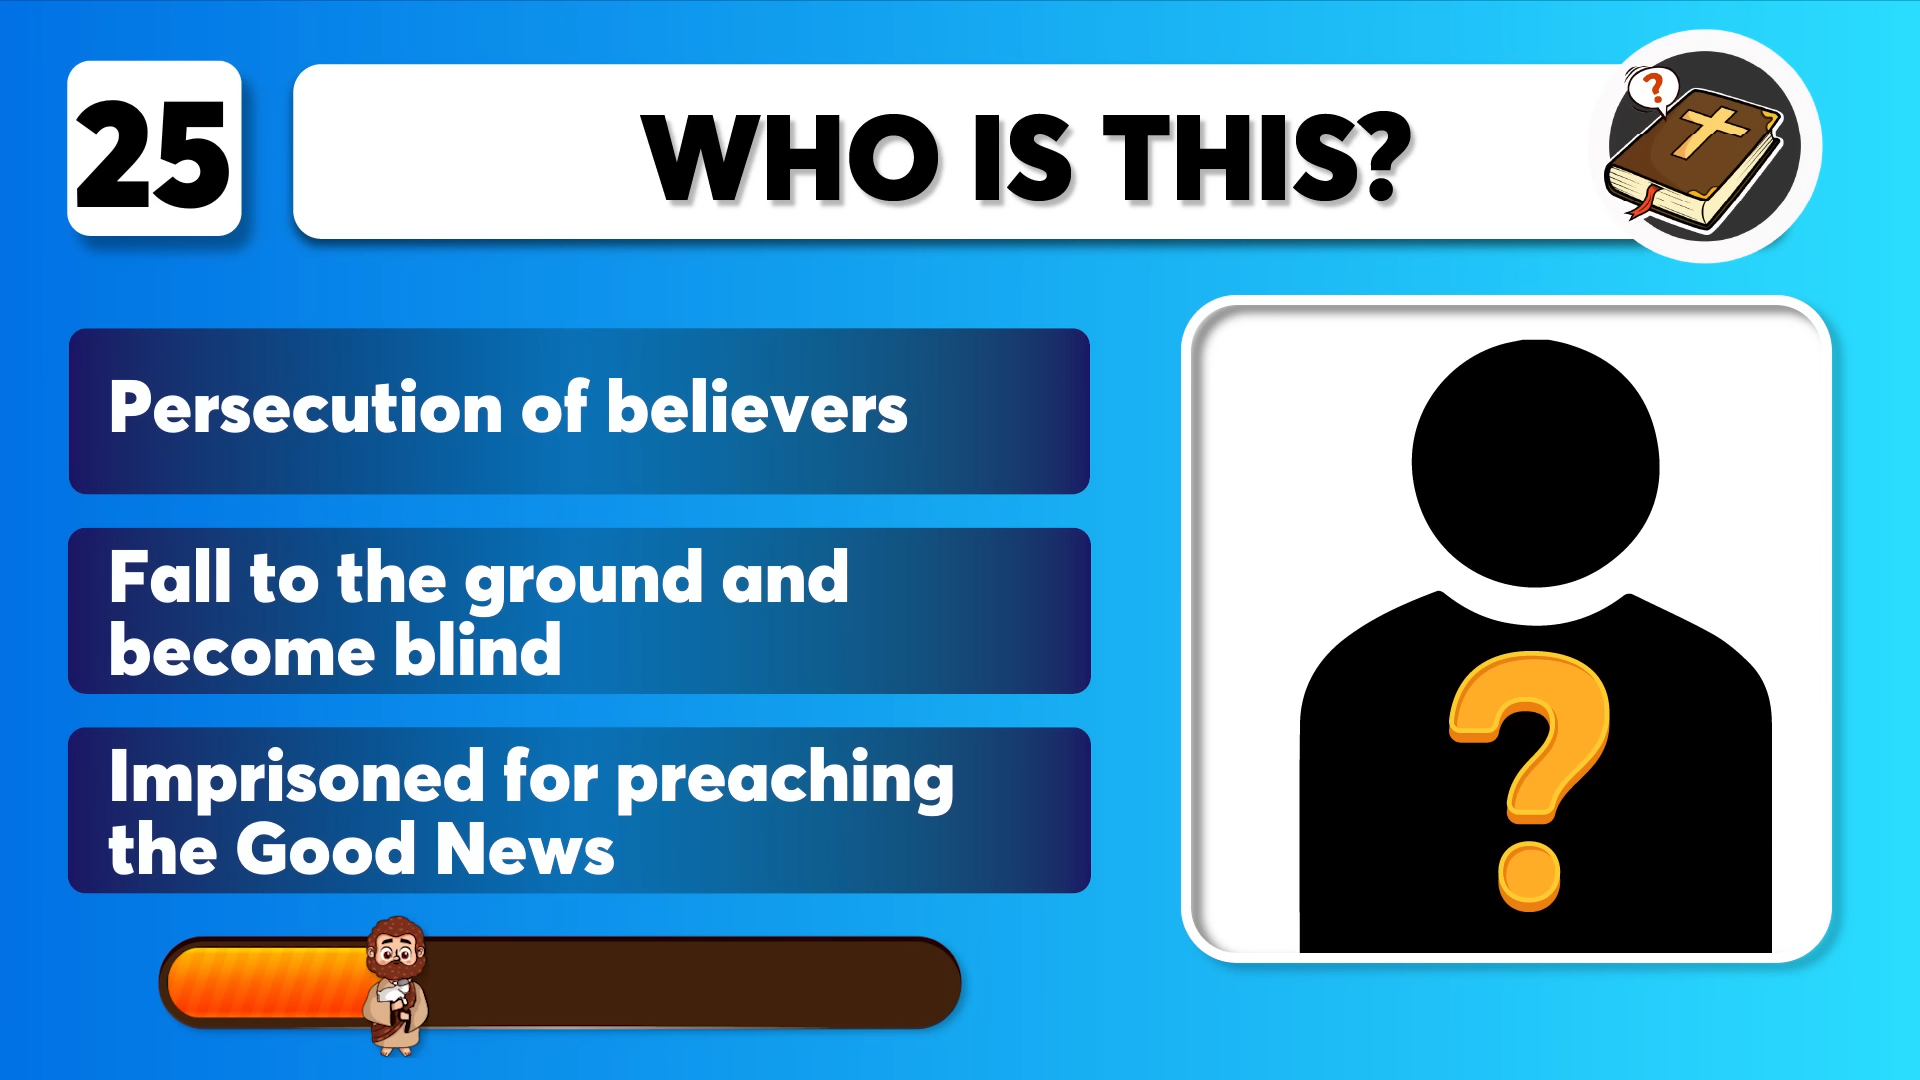 25
WHO IS THIS?
?
Persecution of believers
Fall to the ground and
become blind
Imprisoned for preaching
the Good News
?